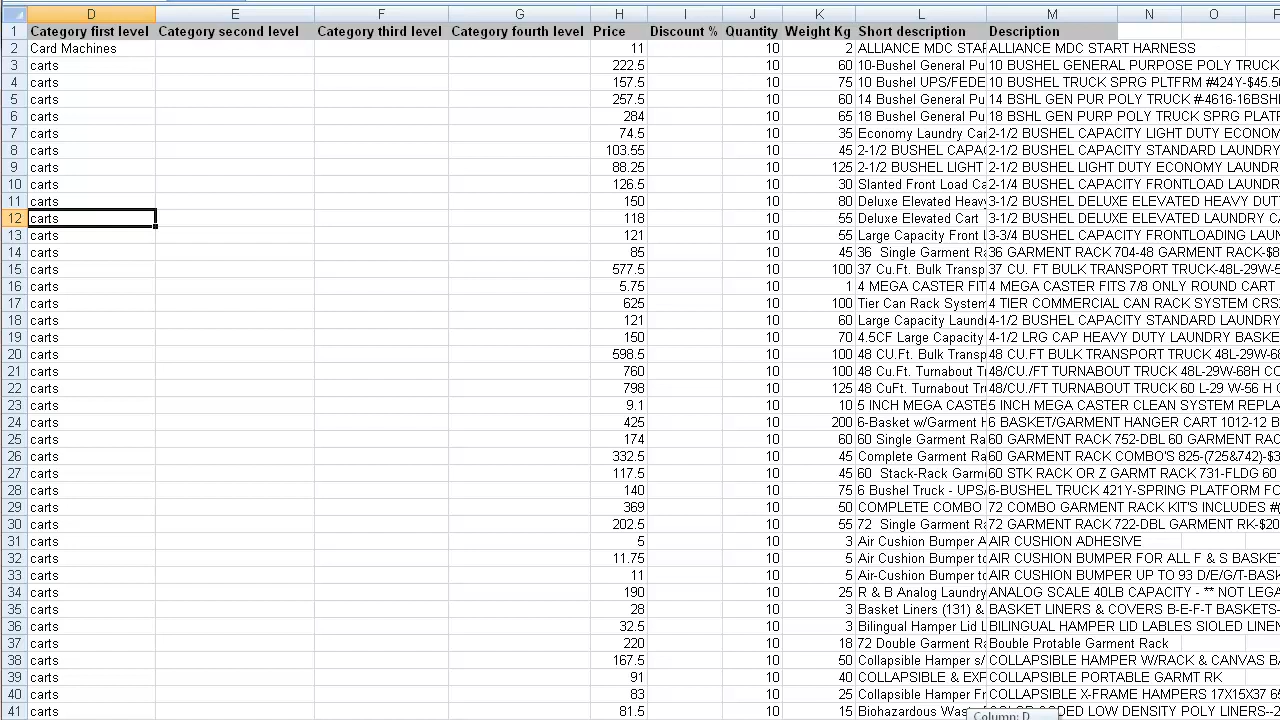 D E F G H I J K L M N O
1 Category first level Category second level Category third level Category fourth level Price Discount % Quantity Weight Kg Short description Description
2 Card Machines 11 10 2 ALLIANCE MDC STAF ALLIANCE MDC START HARNESS
3 carts 222.5 10 60 10-Bushel General Pu 10 BUSHEL GENERAL PURPOSE POLY TRUCK
4 carts 157.5 10 75 10 Bushel UPS/FEDE 10 BUSHEL TRUCK SPRG PLTFRM #424Y-$45.50
5 carts 257.5 10 60 14 Bushel General Pu 14 BSHL GEN PUR POLY TRUCK #-4616-16BSHI
6 carts 284 10 65 18 Bushel General Pu 18 BSHL GEN PURP POLY TRUCK SPRG PLATF
7 carts 74.5 10 35 Economy Laundry Car 2-1/2 BUSHEL CAPACITY LIGHT DUTY ECONOM
8 carts 103.55 10 45 2-1/2 BUSHEL CAPA( 2-1/2 BUSHEL CAPACITY STANDARD LAUNDRY
9 carts 88.25 10 125 2-1/2 BUSHEL LIGHT 2-1/2 BUSHEL LIGHT DUTY ECONOMY LAUNDR
10 carts 126.5 10 30 Slanted Front Load Ca 2-1/4 BUSHEL CAPACITY FRONTLOAD LAUNDR
11 carts 150 10 80 Deluxe Elevated Heav 3-1/2 BUSHEL DELUXE ELEVATED HEAVY DUT
12 carts 118 10 55 Deluxe Elevated Cart 3-1/2 BUSHEL DELUXE ELEVATED LAUNDRY CA
13 carts 121 10 55 Large Capacity Front L 3-3/4 BUSHEL CAPACITY FRONTLOADING LAUN
14 carts 85 10 45 36 Single Garment Ra 36 GARMENT RACK 704-48 GARMENT RACK-$8
15 carts 577.5 10 100 37 Cu.Ft. Bulk Transp 37 CU. FT BULK TRANSPORT TRUCK-48L-29W-
16 carts 5.75 10 1 4 MEGA CASTER FIT 4 MEGA CASTER FITS 7/8 ONLY ROUND CART
17 carts 625 10 100 Tier Can Rack System 4 TIER COMMERCIAL CAN RACK SYSTEM CRS
18 carts 121 10 60 Large Capacity Laund 4-1/2 BUSHEL CAPACITY STANDARD LAUNDRY
19 carts 150 10 70 4.5CF Large Capacity 4-1/2 LRG CAP HEAVY DUTY LAUNDRY BASKE
20 carts 598.5 10 100 48 CU.Ft. Bulk Transp 48 CU.FT BULK TRANSPORT TRUCK 48L-29W-6
21 carts 760 10 100 48 Cu.Ft. Turnabout Ti 48/CU./FT TURNABOUT TRUCK 48L-29W-68H CO
22 carts 798 10 125 48 CuFt. Turnabout Tr 48/CU./FT TURNABOUT TRUCK 60 L-29 W-56 H
23 carts 9.1 10 10 5 INCH MEGA CASTE 5 INCH MEGA CASTER CLEAN SYSTEM REPLA
24 carts 425 10 200 6-Basket w/Garment H 6 BASKET/GARMENT HANGER CART 1012-12 B
25 carts 174 10 60 60 Single Garment Ra 60 GARMENT RACK 752-DBL 60 GARMENT RAC
26 carts 332.5 10 45 Complete Garment Ra 60 GARMENT RACK COMBO'S 825-(725&742)-$3
27 carts 117.5 10 45 60 Stack-Rack Garm 60 STK RACK OR Z GARMT RACK 731-FLDG 60
28 carts 140 10 75 6 Bushel Truck - UPS/ 6-BUSHEL TRUCK 421Y-SPRING PLATFORM FO
29 carts 369 10 50 COMPLETE COMBO 72 COMBO GARMENT RACK KIT'S INCLUDES #
30 carts 202.5 10 55 72 Single Garment Ra 72 GARMENT RACK 722-DBL GARMENT RK-$20
31 carts 5 10 3 Air Cushion Bumper A AIR CUSHION ADHESIVE
32 carts 11.75 10 5 Air Cushion Bumper to AIR CUSHION BUMPER FOR ALL F & S BASKET
33 carts 11 10 5 Air-Cushion Bumper to AIR CUSHION BUMPER UP TO 93 D/E/G/T-BASK
34 carts 190 10 25 R & B Analog Laundry ANALOG SCALE 40LB CAPACITY - ** NOT LEGA
35 carts 28 10 3 Basket Liners (131) & BASKET LINERS & COVERS B-E-F-T BASKETS
36 carts 32.5 10 3 Bilingual Hamper Lid L BILINGUAL HAMPER LID LABLES SIOLED LINEN
37 carts 220 10 18 72 Double Garment Ra Bouble Protable Garment Rack
38 carts 167.5 10 50 Collapsible Hamper s/ COLLAPSIBLE HAMPER W/RACK & CANVAS B
39 carts 91 10 40 COLLAPSIBLE & EXP COLLAPSIBLE PORTABLE GARMT RK
40 carts 83 10 25 Collapsible Hamper Fr COLLAPSIBLE X-FRAME HAMPERS 17X15X37 6
41 carts 81.5 10 15 Biohazardous LOW DENSITY POLY LINERS--2
Column: D